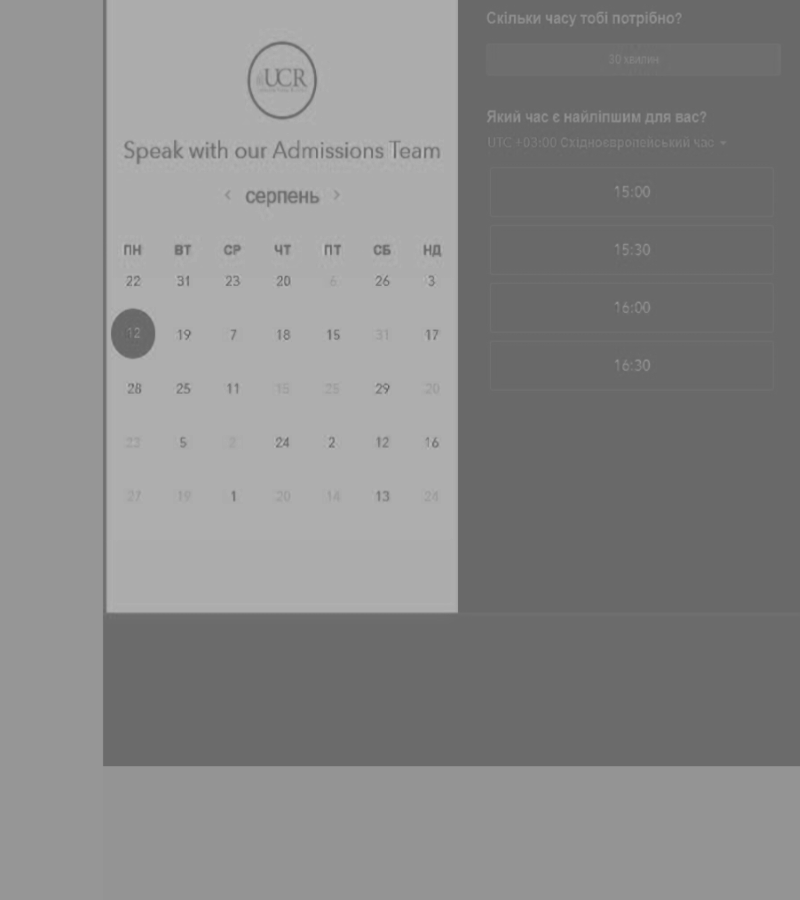 UCR
Speak with our Admissions Team
< серпень >
ПН ВТ СР ЧТ ПТ СБ НД
22 31 23 20 6 26 3
12 19 7 18 15 31 17
28 25 11 15 25 29 20
22 5 24 2 12 16
27 19 1 20 14 13 24
Скільки часу тобі потрібно?
30 хвилин
Який час є найліпшим для вас?
UTC +03:00 Східноєвропейський час
15:00
15:30
16:00
16:30